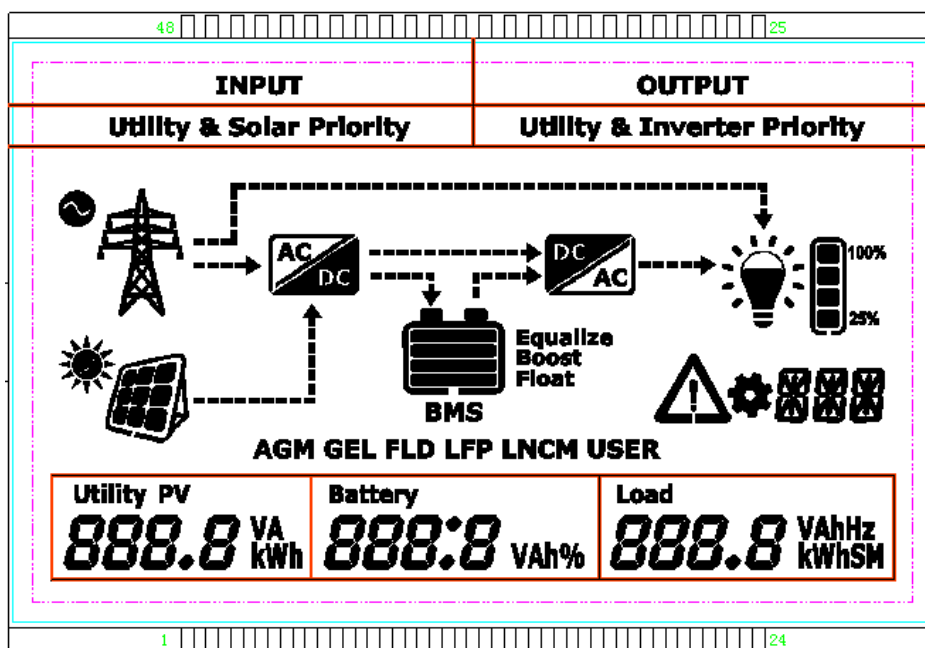 48 25
INPUT OUTPUT
Utility & Solar Priority Utility & Inverter Priority
AC
DC
DC
AC
100%
25%
Equalize
Boost
Float
BMS
AGM GEL FLD LFP LNCM USER
Utility PV Battery Load
888.8 VA kWh 888:8 VAh% 888.8 VAhHz kWhSM
1 24